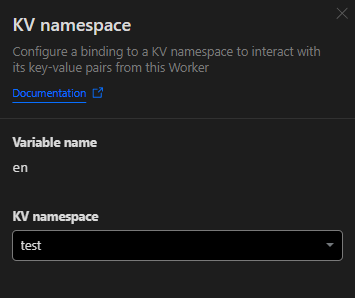 KV namespace
Configure a binding to a KV namespace to interact with
its key-value pairs from this Worker
Documentation
Variable name
en
KV namespace
test